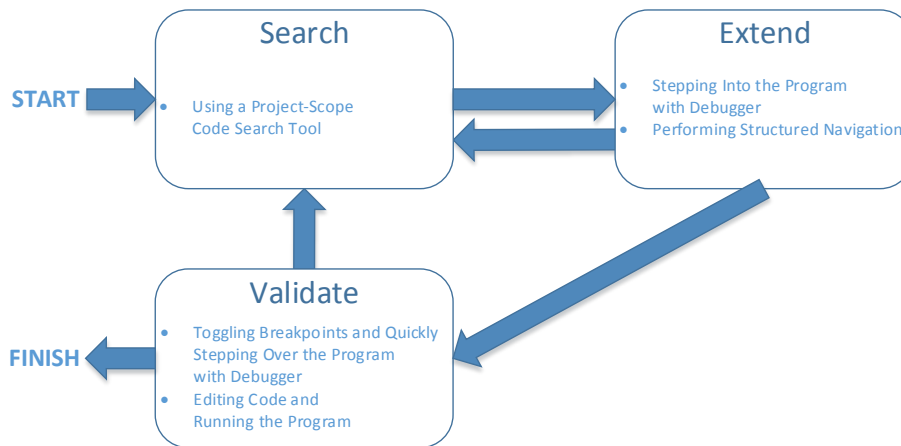 Search
START
• Using a Project-Scope
Code Search Tool
Extend
• Stepping Into the Program
with Debugger
• Performing Structured Navigation
Validate
• Toggling Breakpoints and Quickly
Stepping Over the Program
with Debugger
• Editing Code and
Running the Program
FINISH